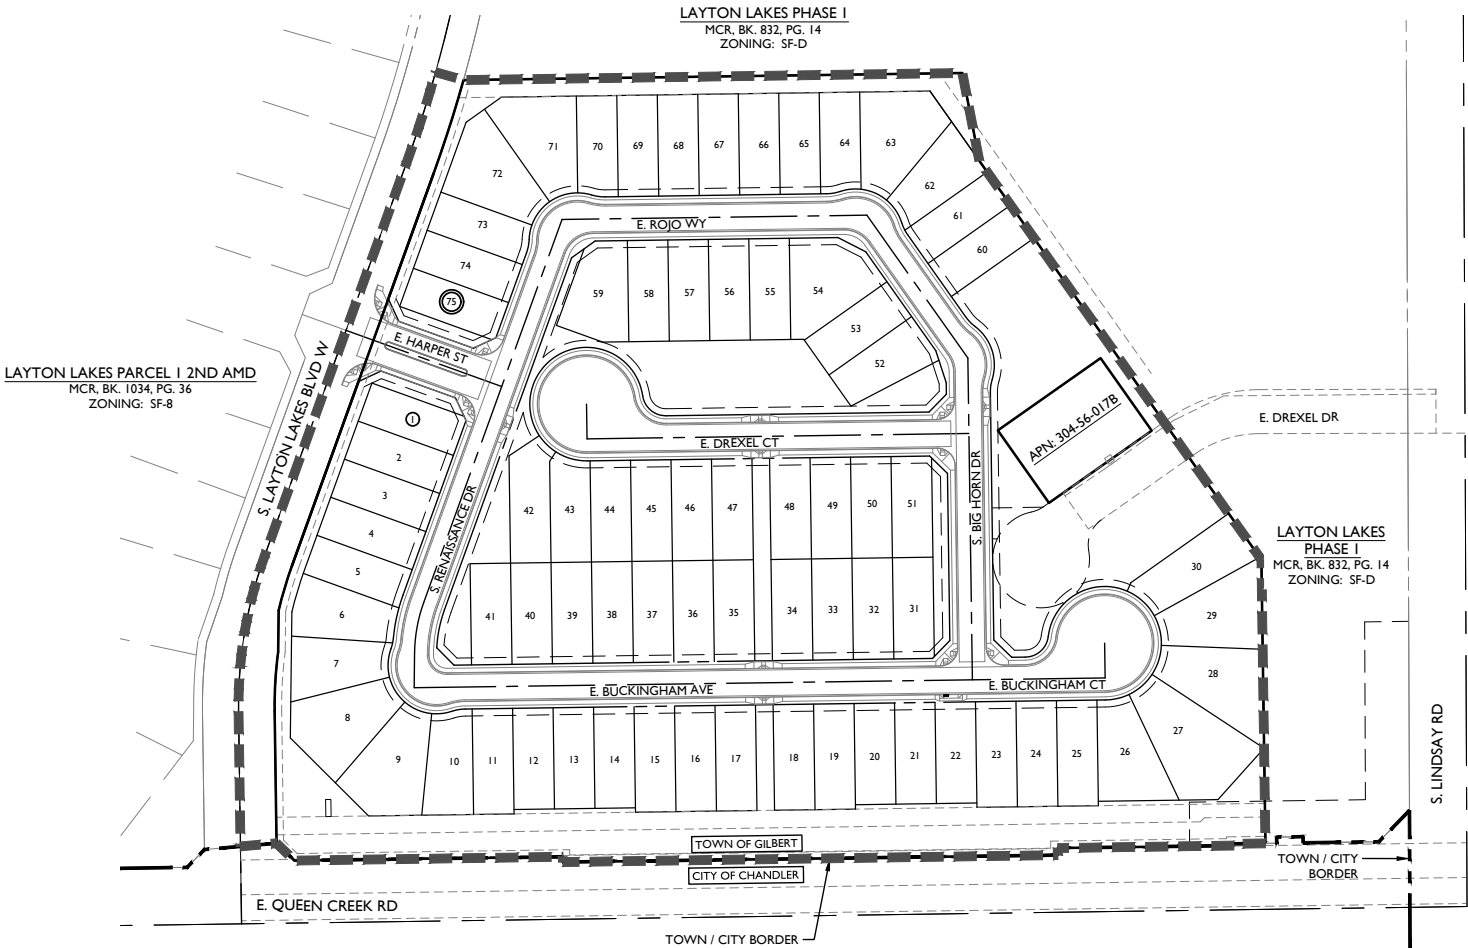 LAYTON LAKES PHASE I
MCR, BK. 832, PG. 14
ZONING: SF-D
71
70
69
68
67
66
65
64
63
72
62
73
61
E. ROJO WY
60
74
75
59
58
57
56
55
54
53
52
E. HARPER ST
S. LAYTON LAKES BLVD W
LAYTON LAKES PARCEL 1 2ND AMD
MCR, BK. 1034, PG. 36
ZONING: SF-8
1
2
3
4
5
6
7
8
9
APN: 304-56-017B
E. DREXEL DR
E. DREXEL CT
S. RENAISSANCE DR
S. BIG HORN DR
42
43
44
45
46
47
48
49
50
51
41
40
39
38
37
36
35
34
33
32
31
LAYTON LAKES
PHASE I
MCR, BK. 832, PG. 14
ZONING: SF-D
30
29
28
27
E. BUCKINGHAM AVE
E. BUCKINGHAM CT
10
11
12
13
14
15
16
17
18
19
20
21
22
23
24
25
26
S. LINDSAY RD
TOWN OF GILBERT
CITY OF CHANDLER
TOWN / CITY
BORDER
E. QUEEN CREEK RD
TOWN / CITY BORDER